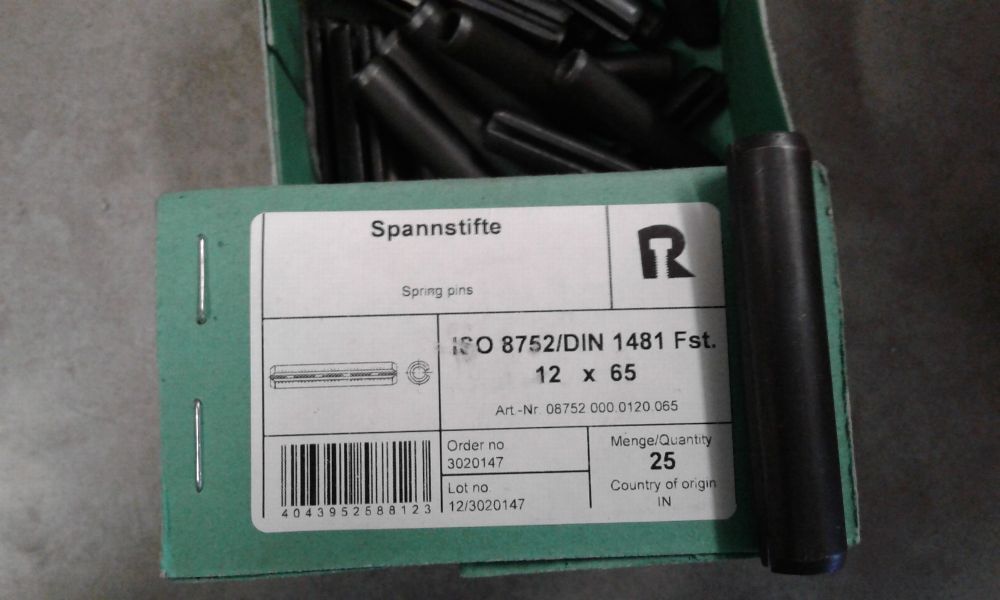 Spannstifte
R
Spring pins
ISO 8752/DIN 1481 Fst.
12 x 65
Art.-Nr. 08752.000.0120.065
Order no
3020147
Menge/Quantity
25
Lot no.
12/3020147
Country of origin
IN
4043952588123